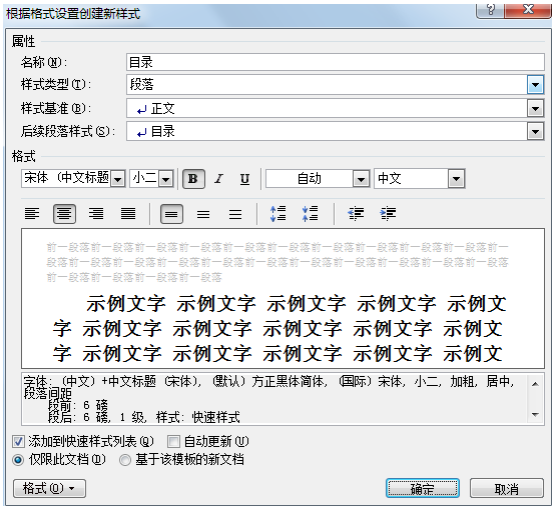 根据格式设置创建新样式
属性
名称(N): 目录
样式类型(T): 段落
样式基准(B): ↵ 正文
后续段落样式(S): ↵ 目录
格式
宋体 (中文标题 小二 B I U 自动 中文
前一段落前一段落前一段落前一段落前一段落前一段落前一段落前一段落前一段落前一段落前一
段落前一段落前一段落前一段落前一段落前一段落前一段落前一段落前一段落前一段落前一段落
前一段落前一段落前一段落前一段落
示例文字 示例文字 示例文字 示例文字 示例文
字 示例文字 示例文字 示例文字 示例文字 示例文
字 示例文字 示例文字 示例文字 示例文字 示例文
字体: (中文) +中文标题 (宋体), (默认) 方正黑体简体, (国际) 宋体, 小二, 加粗, 居中,
段落间距
段前: 6 磅
段后: 6 磅, 1 级, 样式: 快速样式
添加到快速样式列表(Q) 自动更新(U)
仅限此文档(D) 基于该模板的新文档
格式(O) 确定 取消